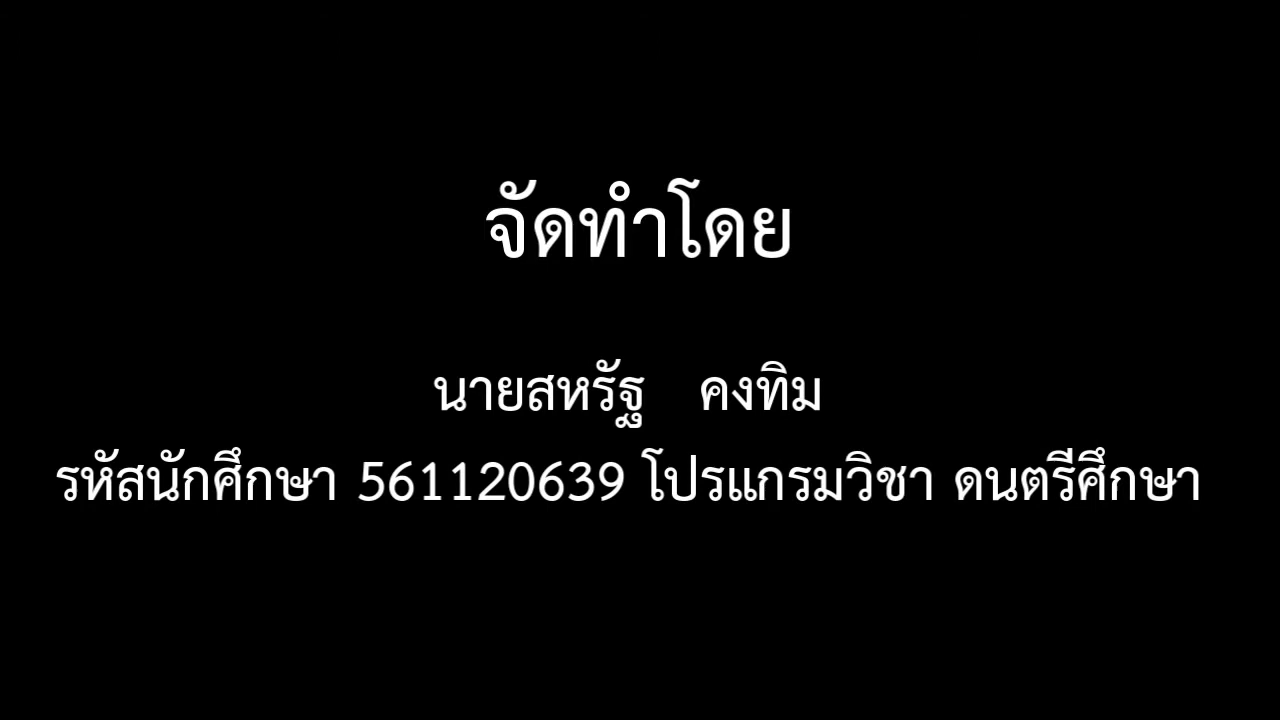 จัดทำโดย
นายสหรัฐ คงทิม
รหัสนักศึกษา 561120639 โปรแกรมวิชา ดนตรีศึกษา